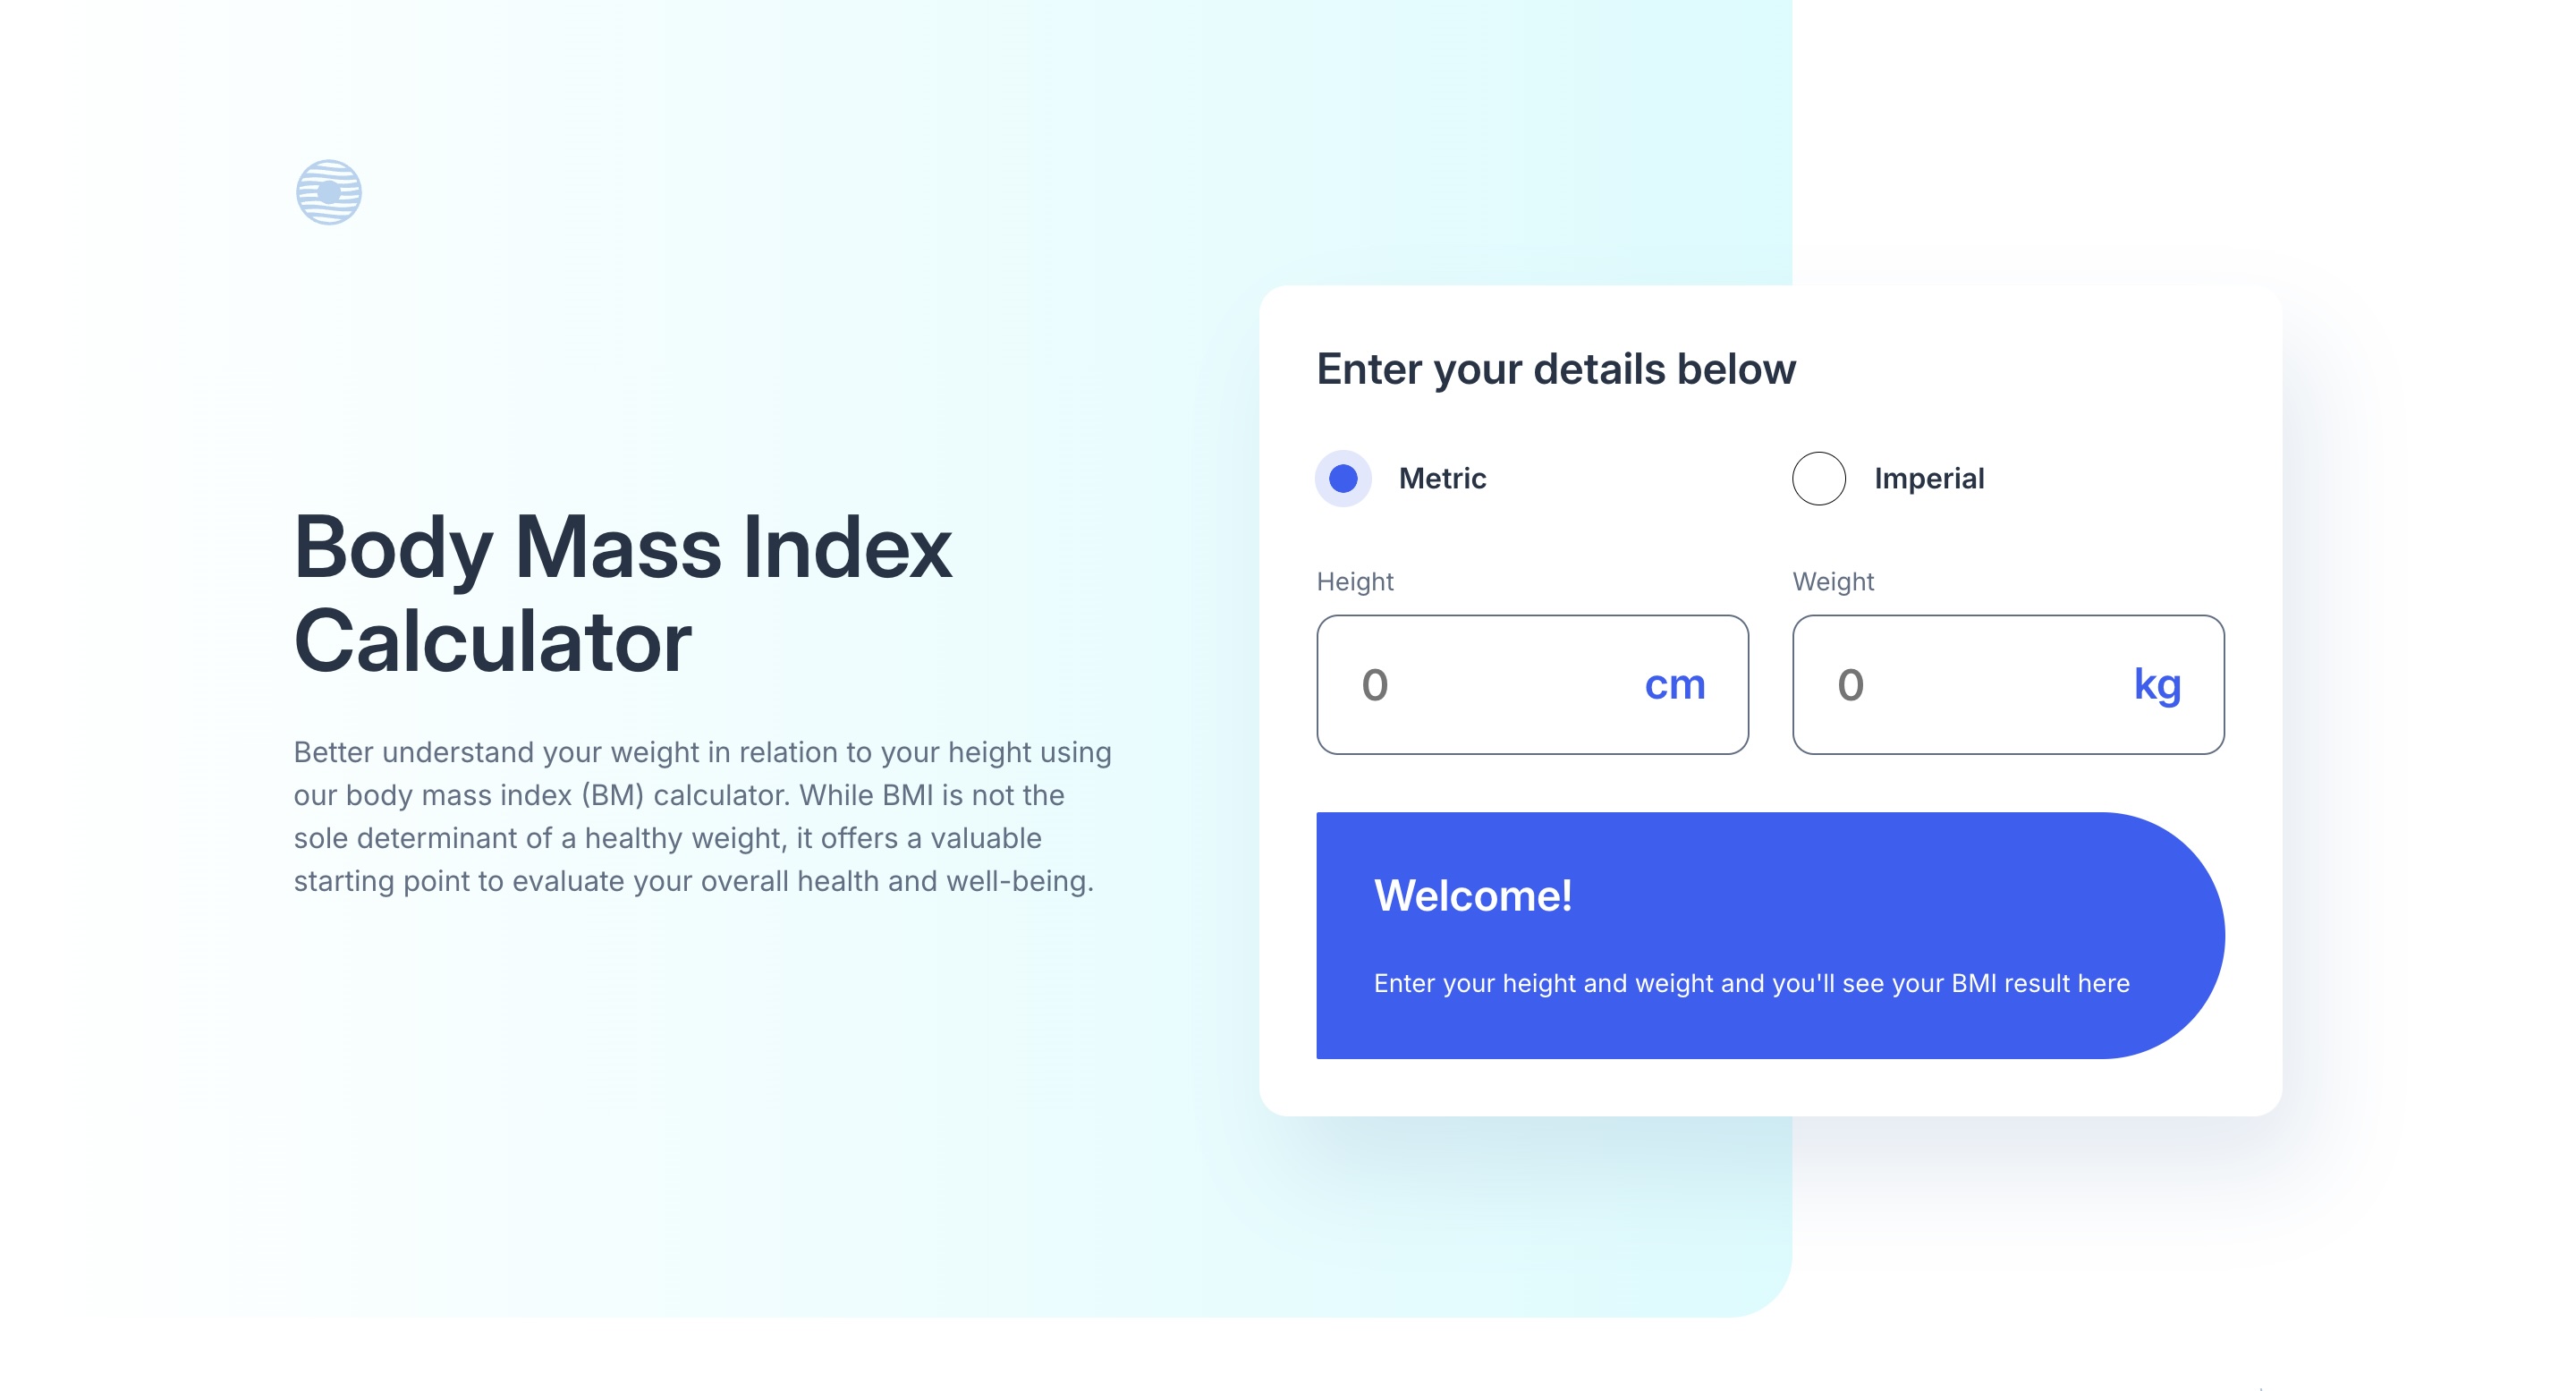 Body Mass Index
Calculator
Better understand your weight in relation to your height using
our body mass index (BM) calculator. While BMI is not the
sole determinant of a healthy weight, it offers a valuable
starting point to evaluate your overall health and well-being.
Enter your details below
Metric
Imperial
Height
Weight
0 cm
0 kg
Welcome!
Enter your height and weight and you'll see your BMI result here